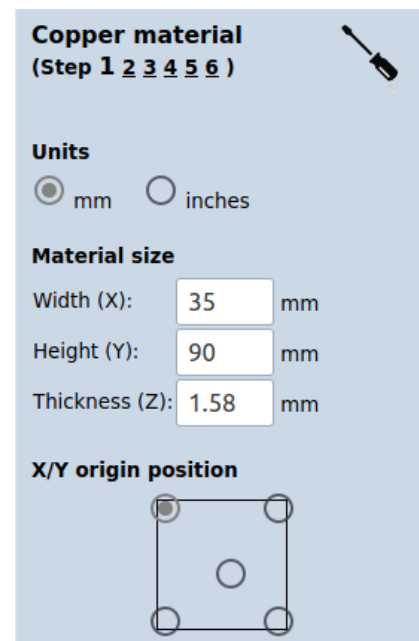 Copper material
(Step 1 2 3 4 5 6 )
Units
mm inches
Material size
Width (X): 35 mm
Height (Y): 90 mm
Thickness (Z): 1.58 mm
X/Y origin position